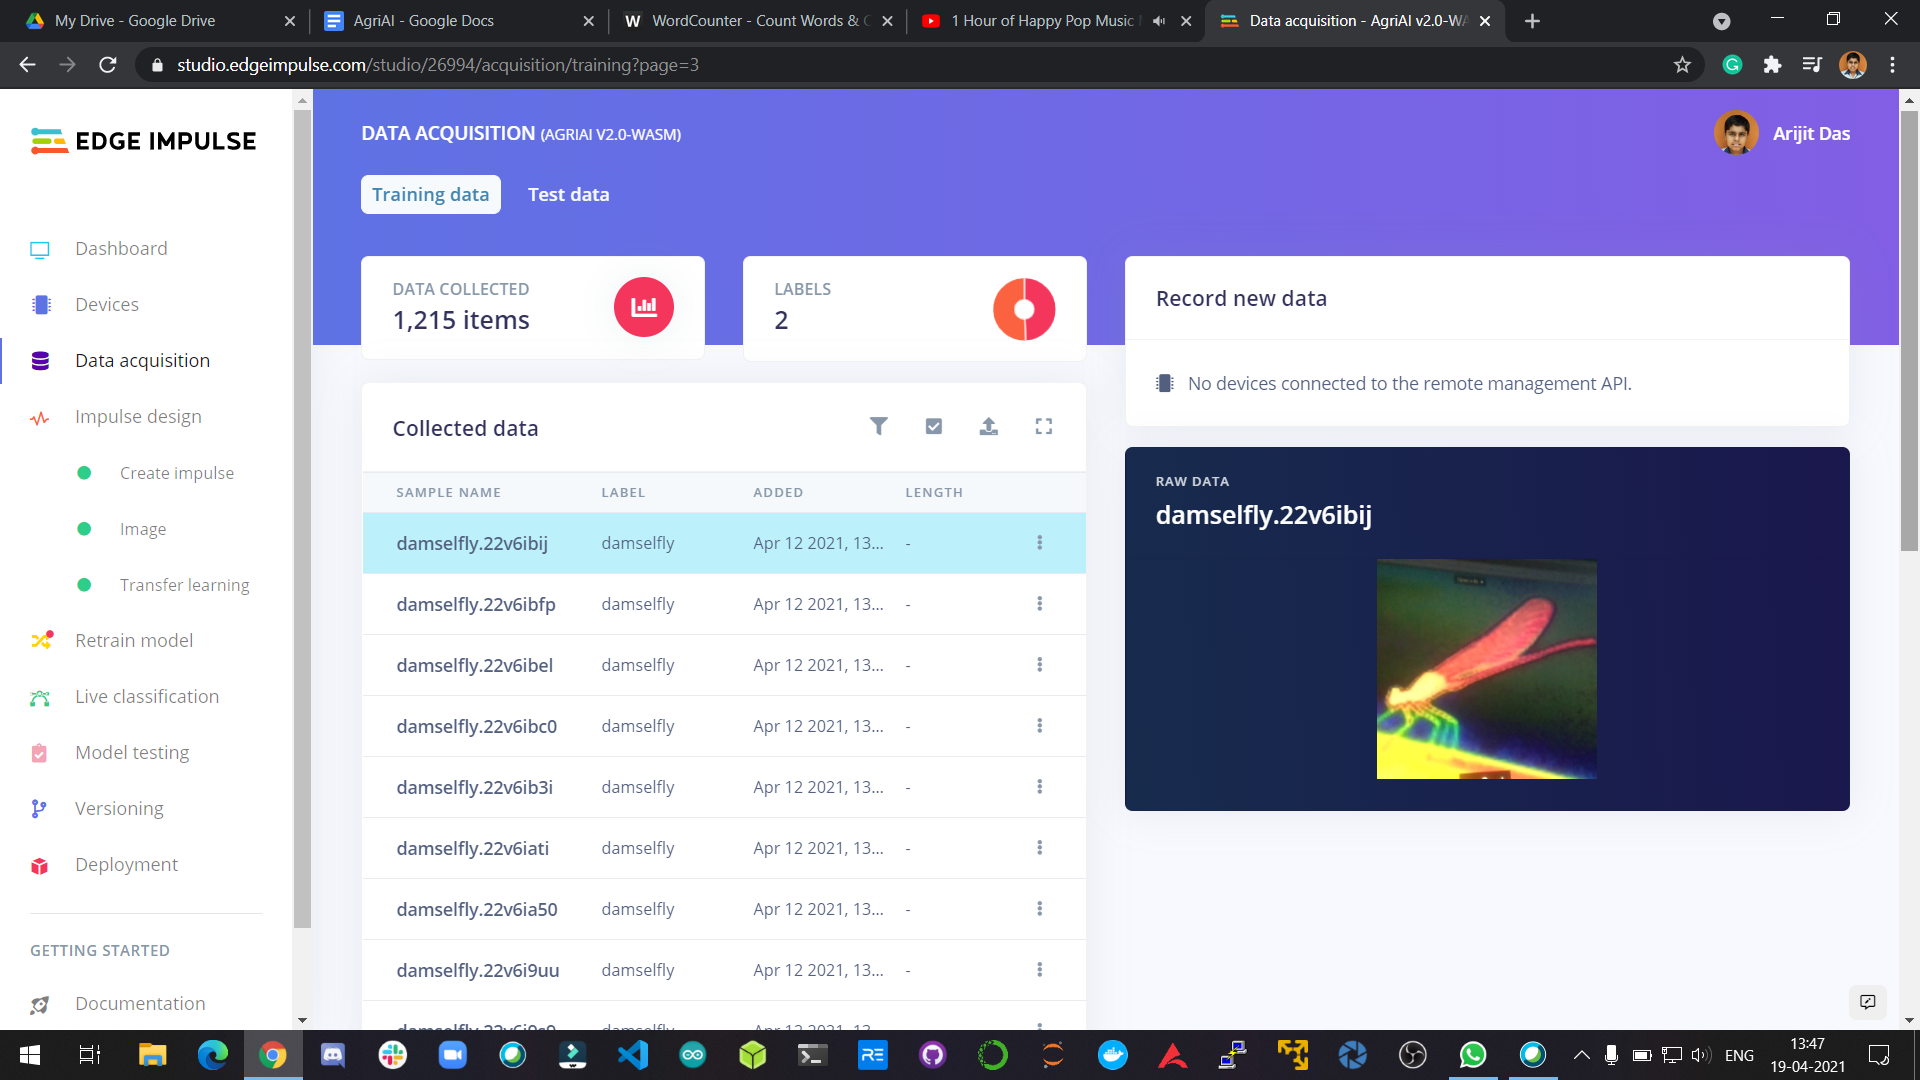 My Drive - Google Drive
AgriAI - Google Docs
WordCounter - Count Words & C
1 Hour of Happy Pop Music
Data acquisition - AgriAI v2.0-WA
studio.edgeimpulse.com/studio/26994/acquisition/training?page=3
EDGE IMPULSE
Dashboard
Devices
Data acquisition
Impulse design
Create impulse
Image
Transfer learning
Retrain model
Live classification
Model testing
Versioning
Deployment
GETTING STARTED
Documentation
DATA ACQUISITION (AGRIAI V2.0-WASM)
Arijit Das
Training data
Test data
DATA COLLECTED
1,215 items
LABELS
2
Collected data
SAMPLE NAME LABEL ADDED LENGTH
damselfly.22v6ibij damselfly Apr 12 2021, 13... -
damselfly.22v6ibfp damselfly Apr 12 2021, 13... -
damselfly.22v6ibel damselfly Apr 12 2021, 13... -
damselfly.22v6ibc0 damselfly Apr 12 2021, 13... -
damselfly.22v6ib3i damselfly Apr 12 2021, 13... -
damselfly.22v6iati damselfly Apr 12 2021, 13... -
damselfly.22v6ia50 damselfly Apr 12 2021, 13... -
damselfly.22v6i9uu damselfly Apr 12 2021, 13... -
Record new data
No devices connected to the remote management API.
RAW DATA
damselfly.22v6ibij
RE
ENG
13:47
19-04-2021